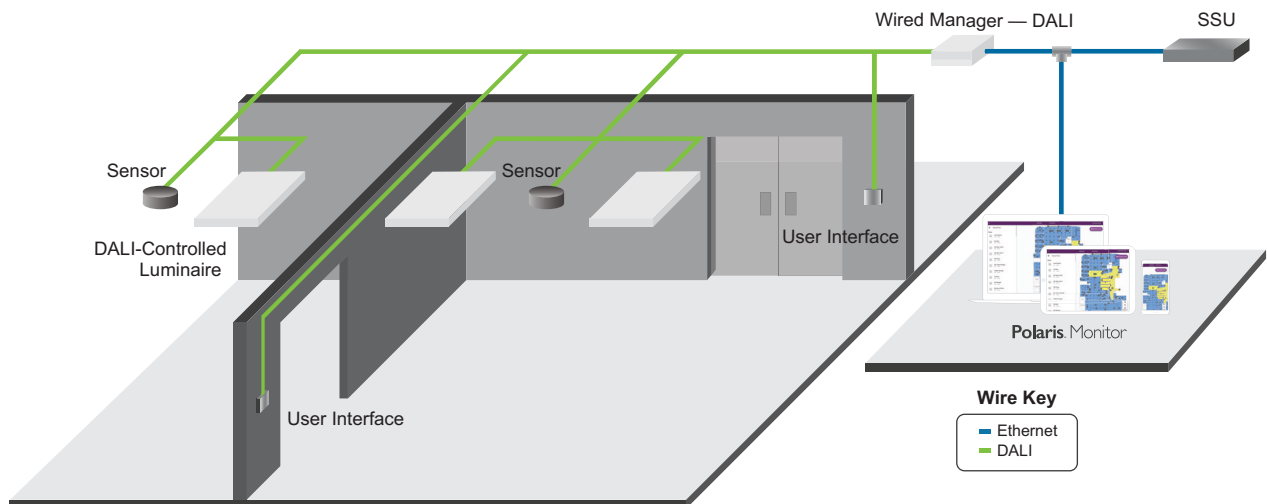 Wired Manager — DALI
SSU
Sensor
Sensor
DALI-Controlled
Luminaire
User Interface
User Interface
Polaris. Monitor
Wire Key
Ethernet
DALI